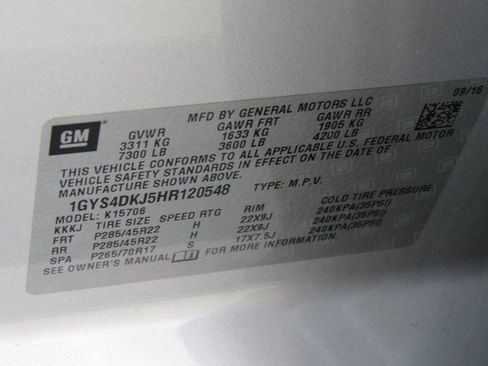 GM
MFD BY GENERAL MOTORS LLC
09/16
GVWR GAWR FRT GAWR RR
3311 KG 1633 KG 1905 KG
7300 LB 3600 LB 4200 LB
THIS VEHICLE CONFORMS TO ALL APPLICABLE U.S. FEDERAL MOTOR
VEHICLE SAFETY STANDARDS IN EFFECT ON THE DATE OF
MANUFACTURE SHOWN ABOVE.
1GYS4DKJ5HR120548 TYPE: M.P.V.
MODEL: K15706
KKKJ TIRE SIZE SPEED RTG RIM COLD TIRE PRESSURE
FRT P285/45R22 H 22X9J 240KPA(35PSI)
RR P285/45R22 H 22X9J 240KPA(35PSI)
SPA P265/70R17 S 17X7.5J 240KPA(35PSI)
SEE OWNER'S MANUAL FOR MORE INFORMATION.